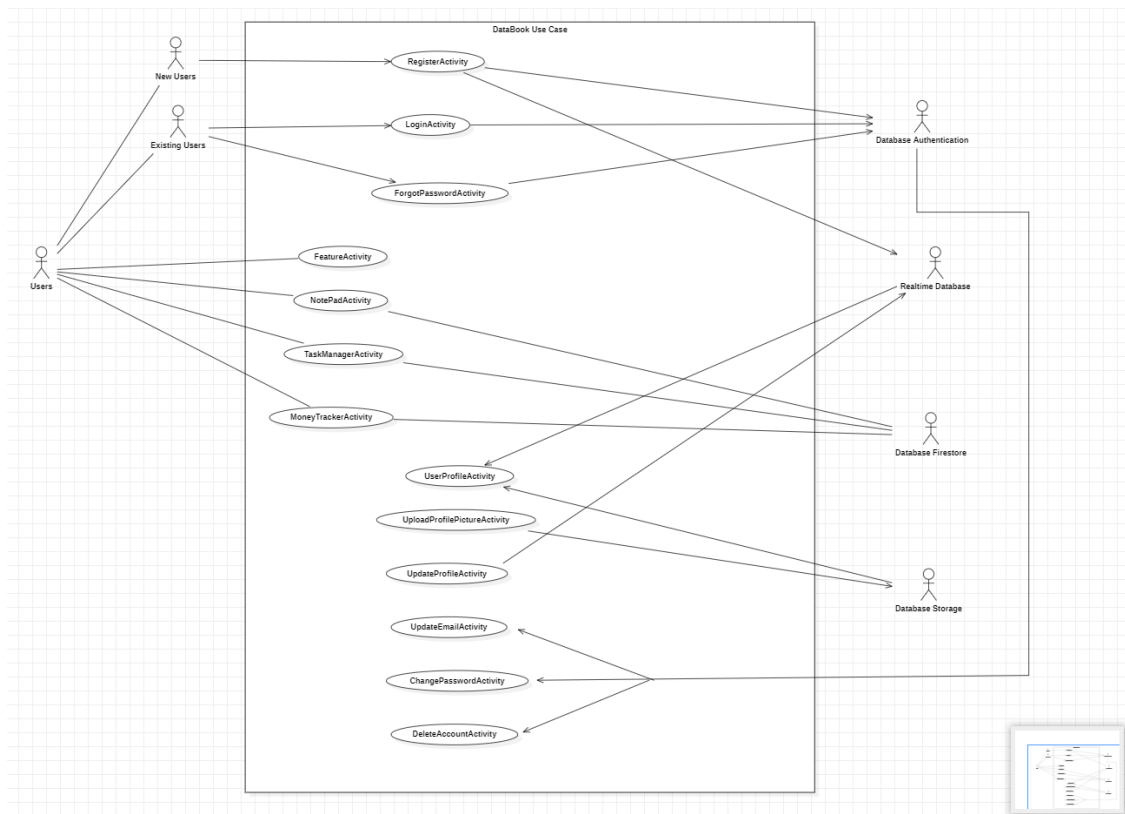 DataBook Use Case
New Users
RegisterActivity
Existing Users
LoginActivity
Database Authentication
ForgotPasswordActivity
Users
FeatureActivity
Realtime Database
NotePadActivity
TaskManagerActivity
MoneyTrackerActivity
Database Firestore
UserProfileActivity
UploadProfilePictureActivity
UpdateProfileActivity
Database Storage
UpdateEmailActivity
ChangePasswordActivity
DeleteAccountActivity